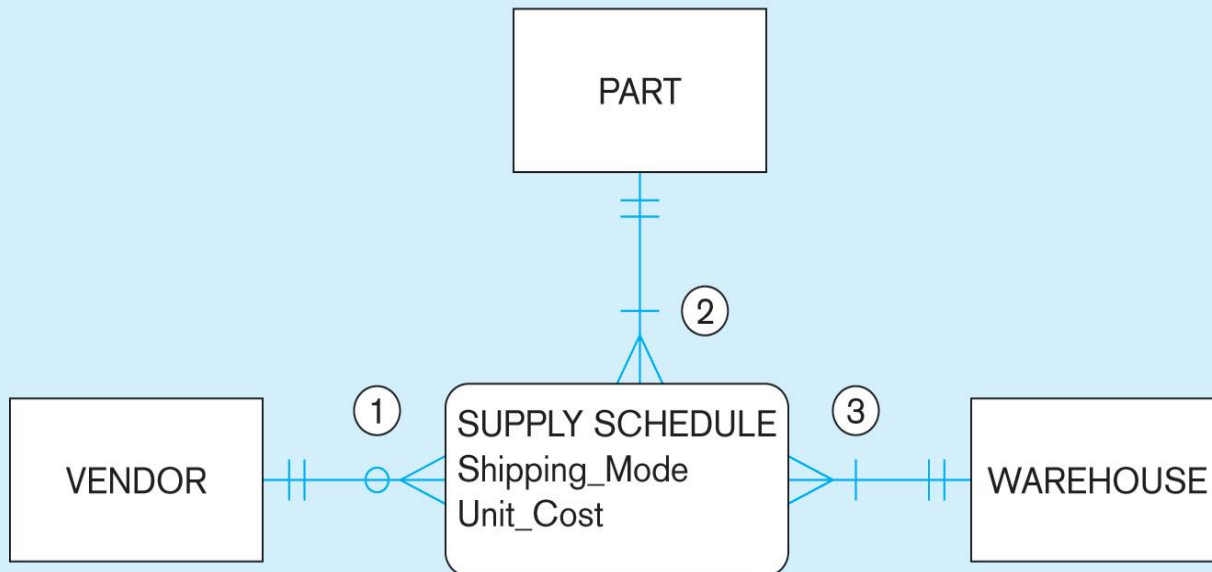 PART
2
1
3
VENDOR
SUPPLY SCHEDULE
Shipping_Mode
Unit_Cost
WAREHOUSE